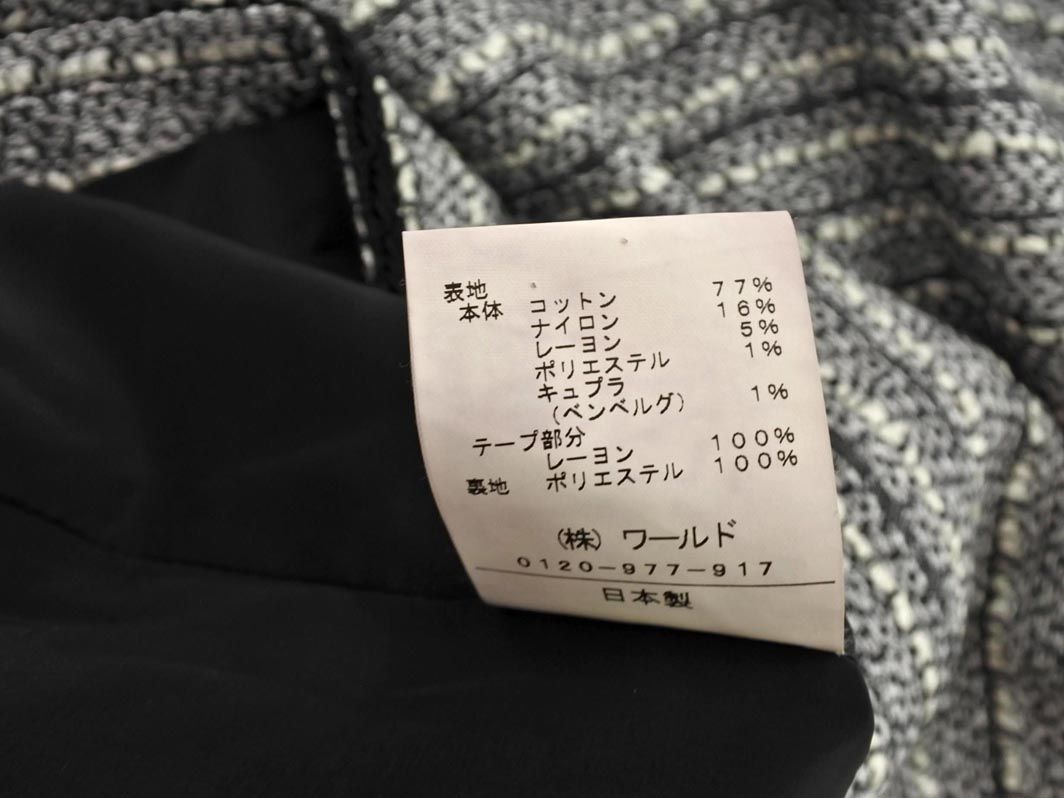 表地 77%
本体 コットン 16%
ナイロン 5%
レーヨン 1%
ポリエステル
キュプラ
(ベンベルグ) 1%
テープ部分
レーヨン 100%
裏地 ポリエステル 100%
(株) ワールド
0120-977-917
日本製